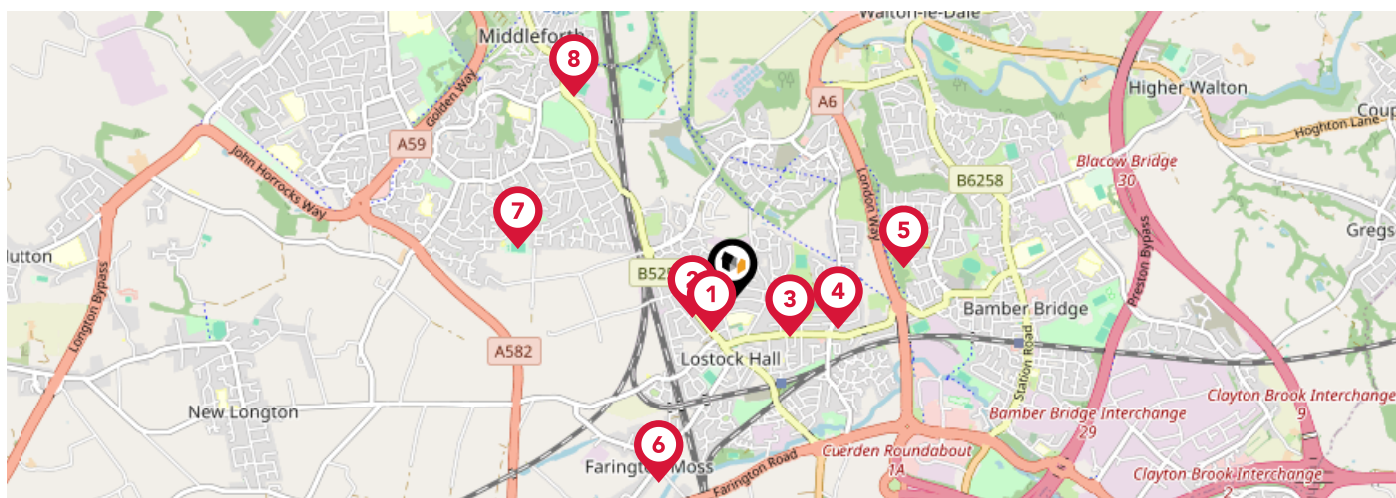 Middleforth
Walton-le-Dale
8
Golden Way
A6
Higher Walton
Coup
A59
Hoghton Lane
John Horrocks Way
Blacow Bridge
30
London Way
B6258
7
5
Gregs
utton
B52
2
1
3
4
Longton Bypass
Preston Bypass
Bamber Bridge
A582
Lostock Hall
Station Road
New Longton
Clayton Brook Interchange
9
Bamber Bridge Interchange
29
6
Farington Moss
Cuerden Roundabout
1A
Farington Road
Clayton Brook Interchange
2